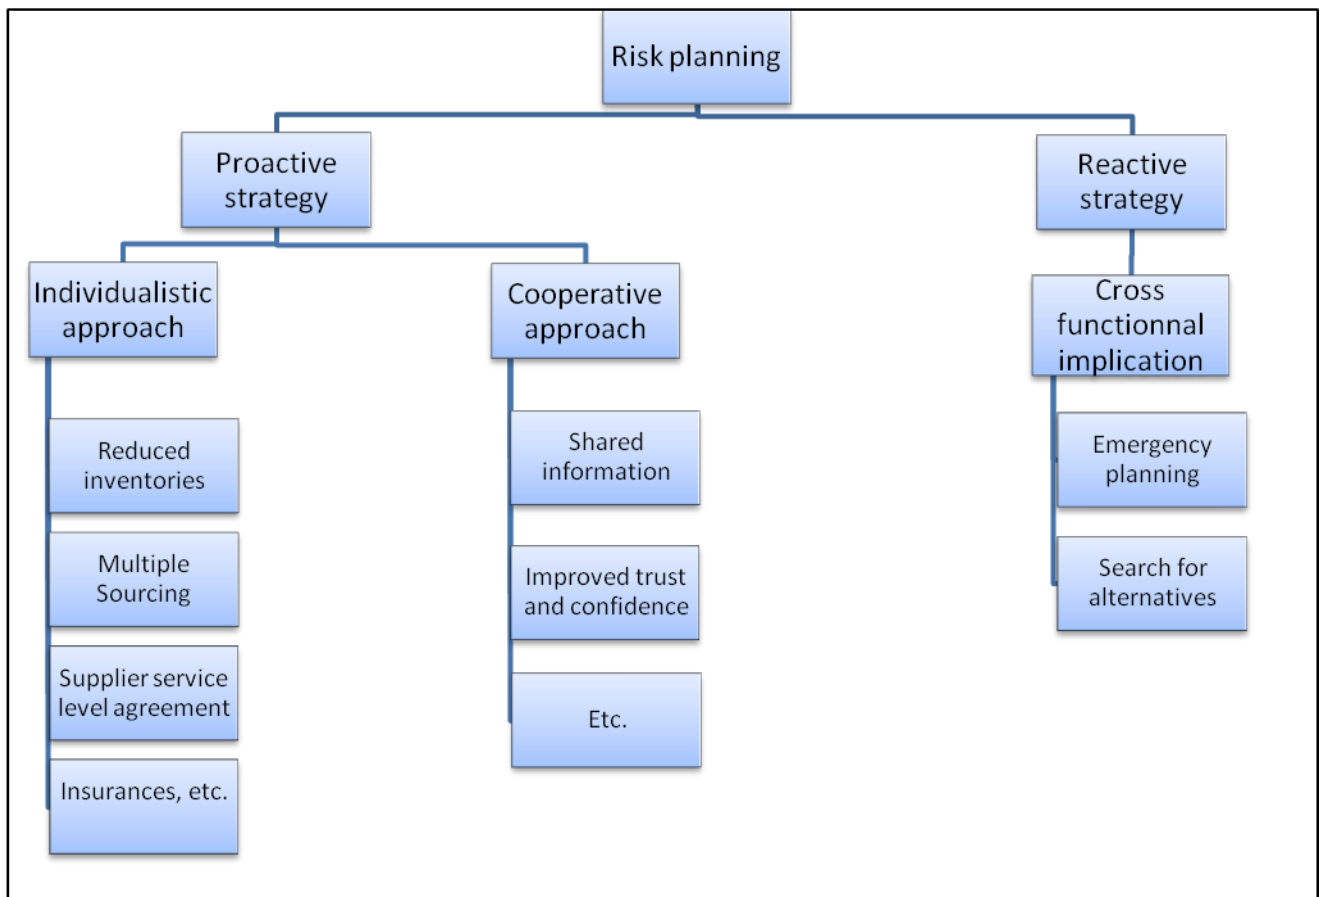 Risk planning
Proactive
strategy
Reactive
strategy
Individualistic
approach
Cooperative
approach
Cross
functionnal
implication
Reduced
inventories
Multiple
Sourcing
Supplier service
level agreement
Insurances, etc.
Shared
information
Improved trust
and confidence
Etc.
Emergency
planning
Search for
alternatives